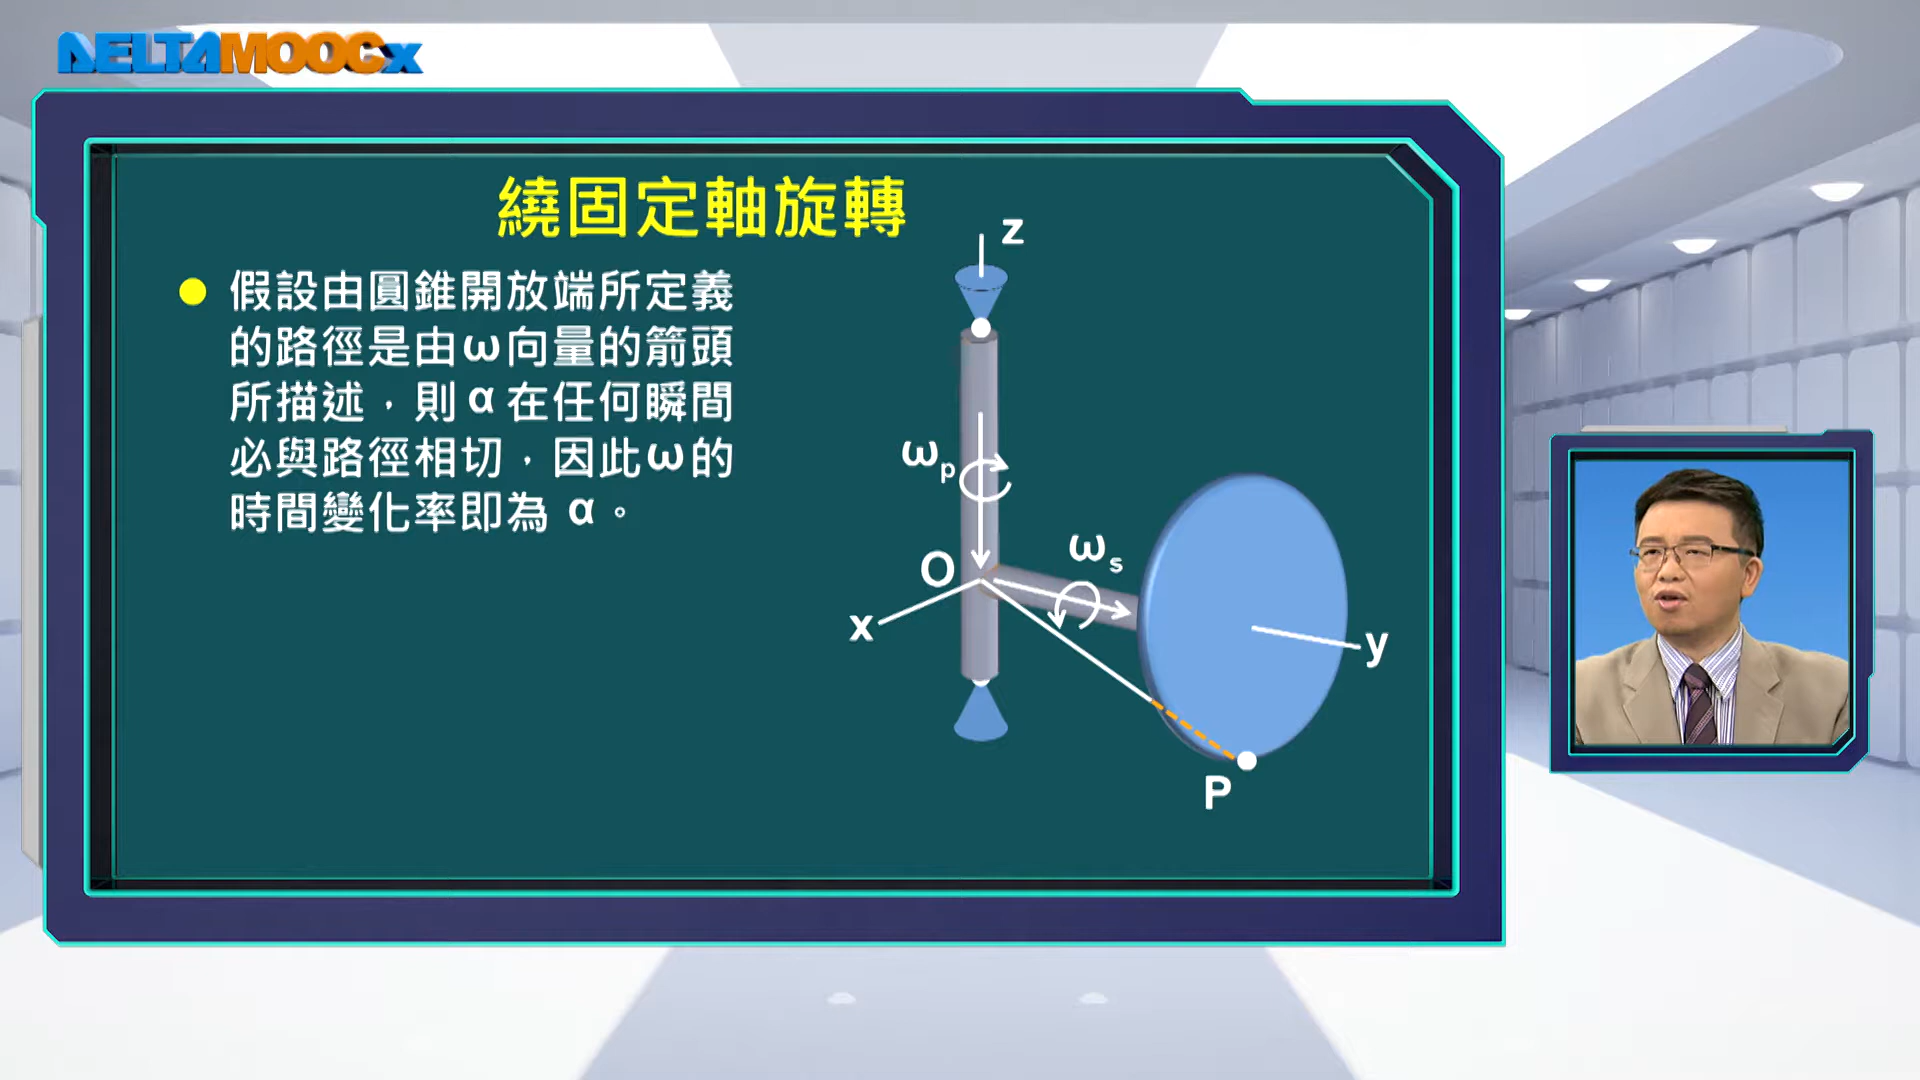 DELTAMOOCx
繞固定軸旋轉
假設由圓錐開放端所定義
的路徑是由ω向量的箭頭
所描述，則α在任何瞬間
必與路徑相切，因此ω的
時間變化率即為 α。
z
ωp
O
ωs
x
y
P